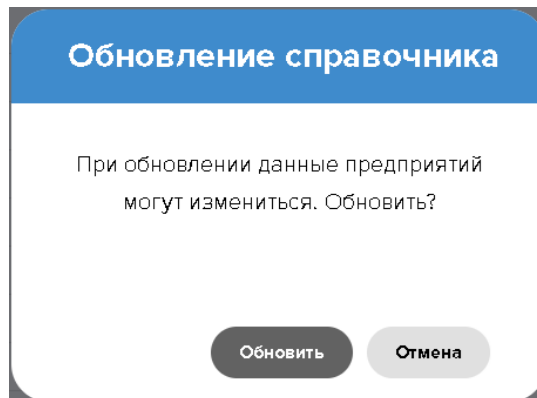 Обновление справочника
При обновлении данные предприятий
могут измениться. Обновить?
Обновить
Отмена